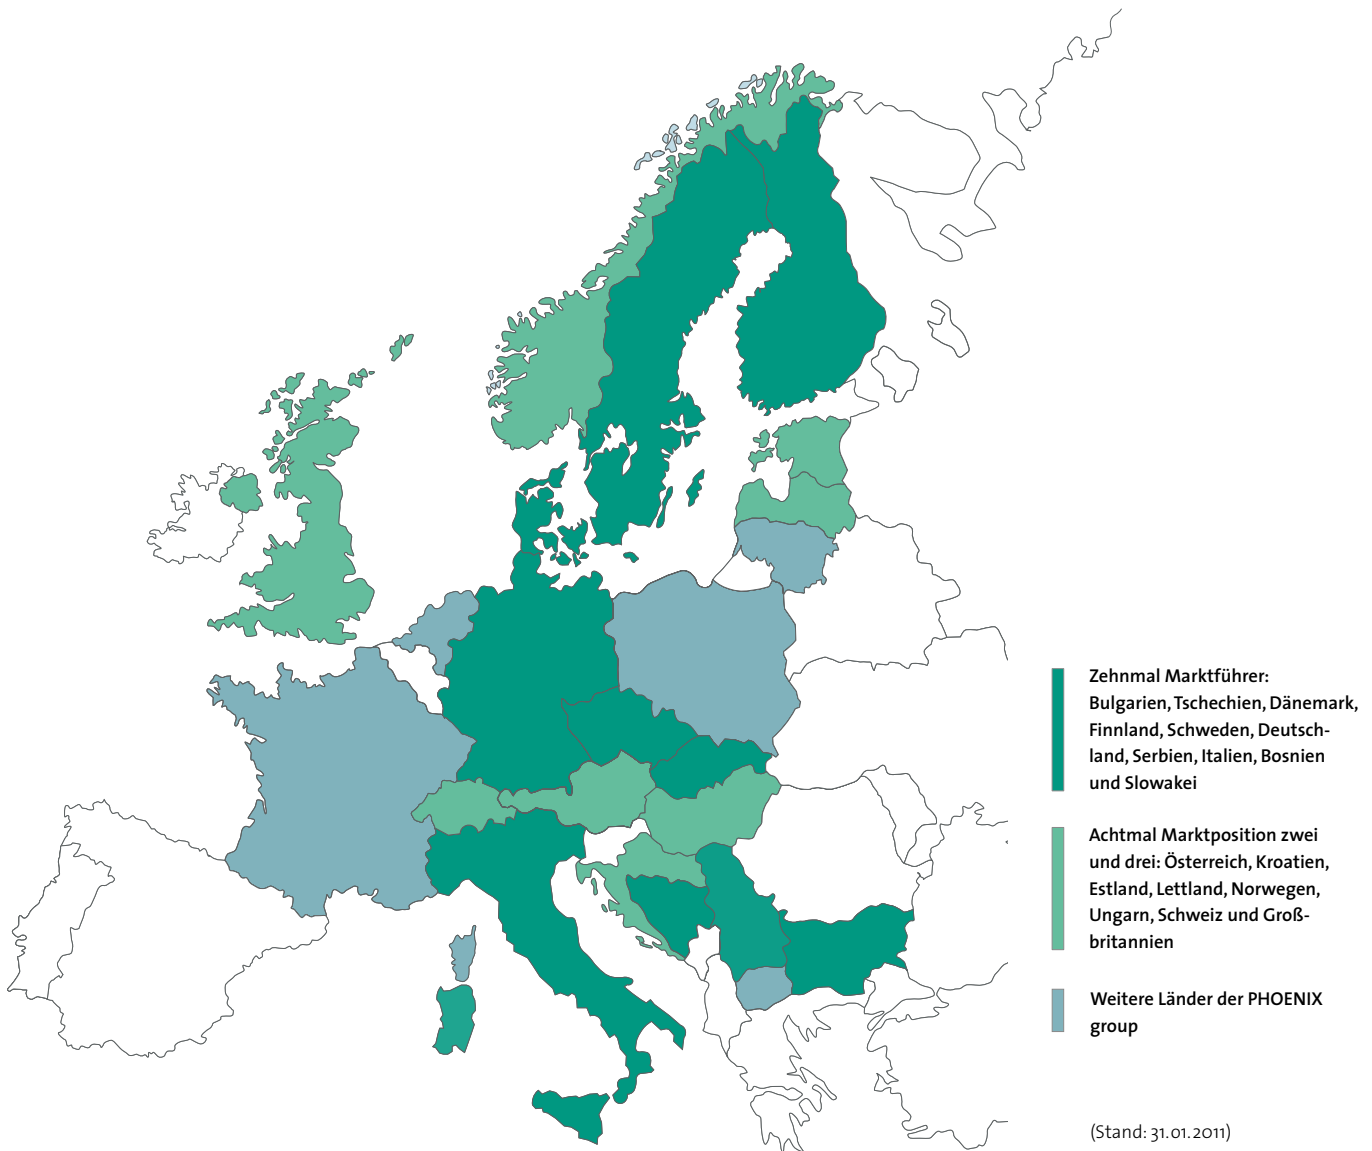 Zehnmal Marktführer:
Bulgarien, Tschechien, Dänemark,
Finnland, Schweden, Deutsch-
land, Serbien, Italien, Bosnien
und Slowakei
Achtmal Marktposition zwei
und drei: Österreich, Kroatien,
Estland, Lettland, Norwegen,
Ungarn, Schweiz und Groß-
britannien
Weitere Länder der PHOENIX
group
(Stand: 31.01.2011)